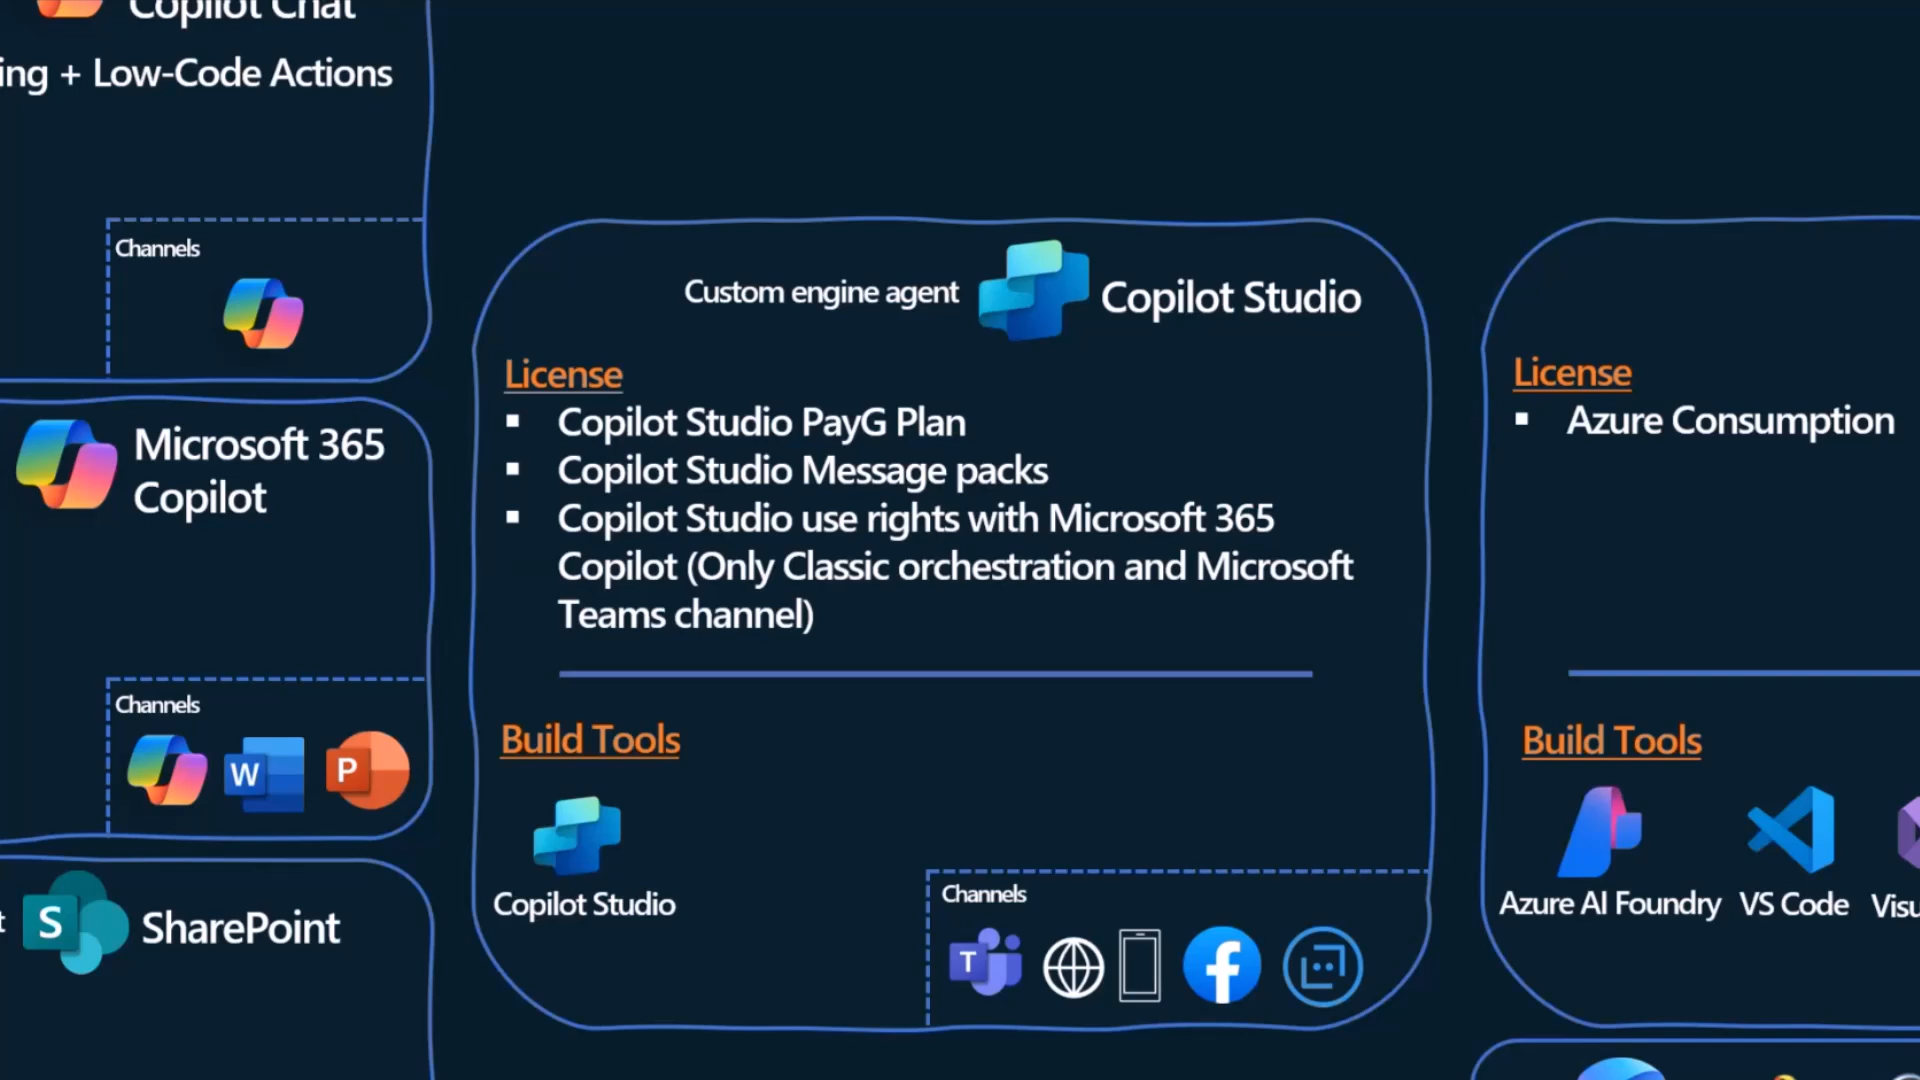 Copilot Chat
ing + Low-Code Actions
Channels
Microsoft 365
Copilot
Channels
W
P
S
SharePoint
Custom engine agent
Copilot Studio
License
▪ Copilot Studio PayG Plan
▪ Copilot Studio Message packs
▪ Copilot Studio use rights with Microsoft 365
Copilot (Only Classic orchestration and Microsoft
Teams channel)
Build Tools
Copilot Studio
Channels
T
License
▪ Azure Consumption
Build Tools
Azure AI Foundry
VS Code
Visu